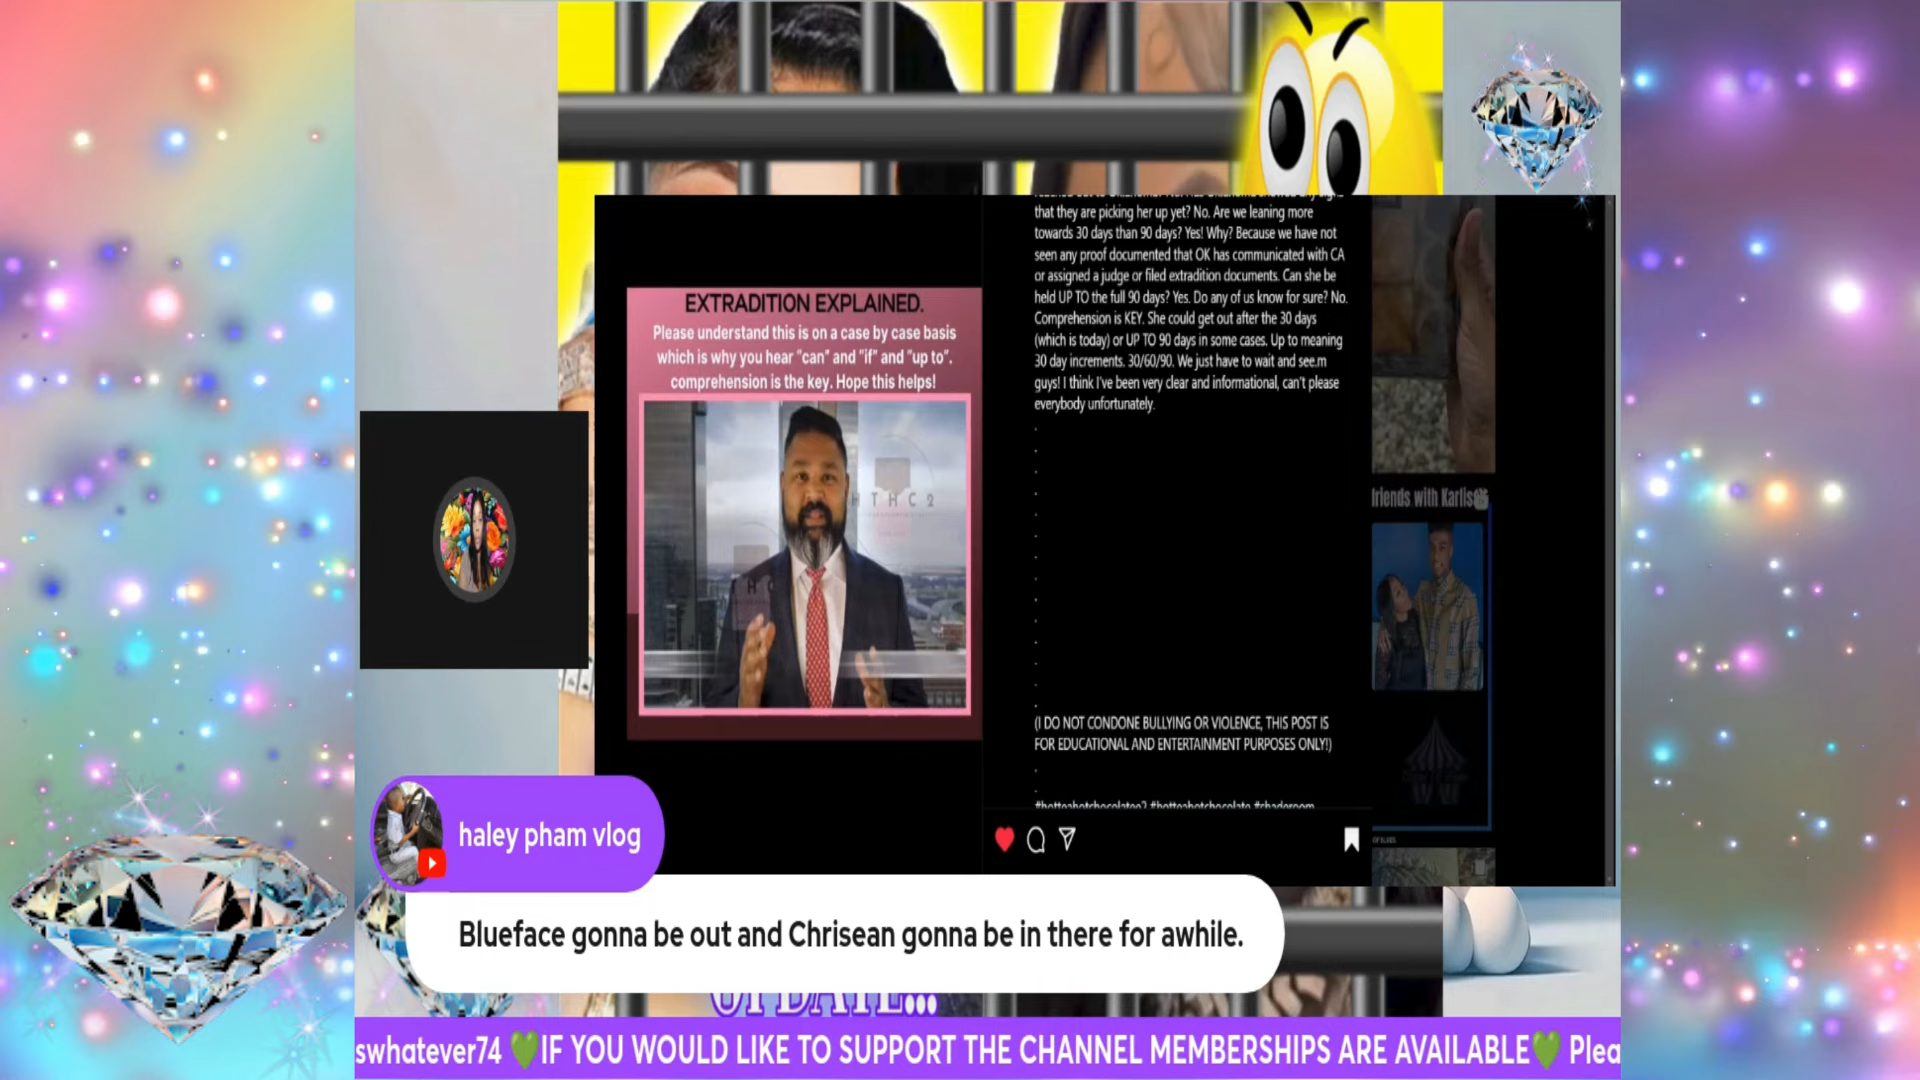 EXTRADITION EXPLAINED.
Please understand this is on a case by case basis
which is why you hear "can" and "if" and "up to".
comprehension is the key. Hope this helps!
H T H C 2
that they are picking her up yet? No. Are we leaning more
towards 30 days than 90 days? Yes! Why? Because we have not
seen any proof documented that OK has communicated with CA
or assigned a judge or filed extradition documents. Can she be
held UP TO the full 90 days? Yes. Do any of us know for sure? No.
Comprehension is KEY. She could get out after the 30 days
(which is today) or UP TO 90 days in some cases. Up to meaning
30 day increments. 30/60/90. We just have to wait and see.m
guys! I think I've been very clear and informational, can't please
everybody unfortunately.
(I DO NOT CONDONE BULLYING OR VIOLENCE, THIS POST IS
FOR EDUCATIONAL AND ENTERTAINMENT PURPOSES ONLY!)
#hotteahotchocolatee2 #hotteahotchocolate #shaderoom
friends with Karlis
haley pham vlog
Blueface gonna be out and Chrisean gonna be in there for awhile.
UPDATE...
swhatever74 💚IF YOU WOULD LIKE TO SUPPORT THE CHANNEL MEMBERSHIPS ARE AVAILABLE💚 Plea